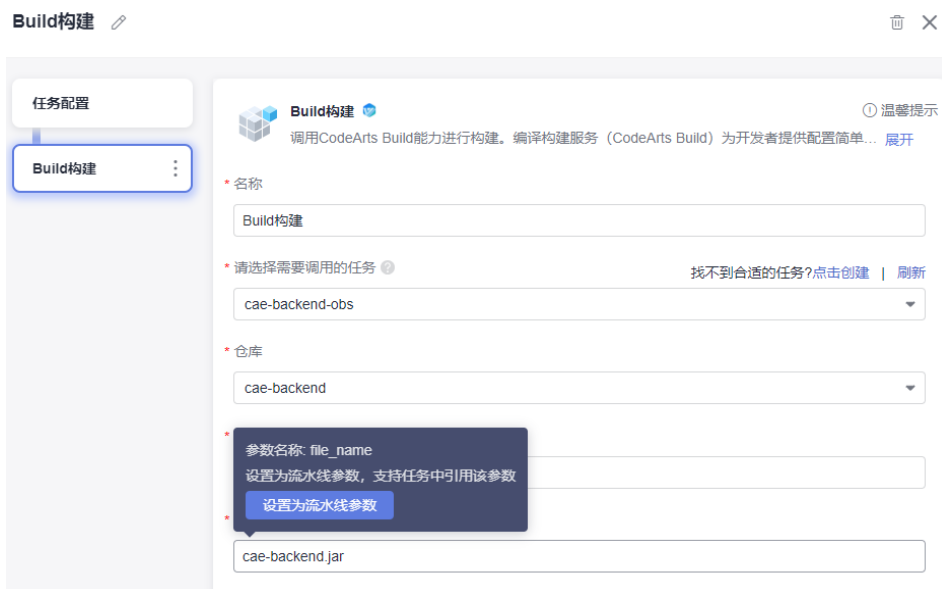 Build构建
任务配置
Build构建
Build构建
温馨提示
调用CodeArts Build能力进行构建。编译构建服务（CodeArts Build）为开发者提供配置简单… 展开
* 名称
Build构建
* 请选择需要调用的任务
找不到合适的任务?点击创建 | 刷新
cae-backend-obs
* 仓库
cae-backend
*
参数名称: file_name
设置为流水线参数，支持任务中引用该参数
设置为流水线参数
*
cae-backend.jar